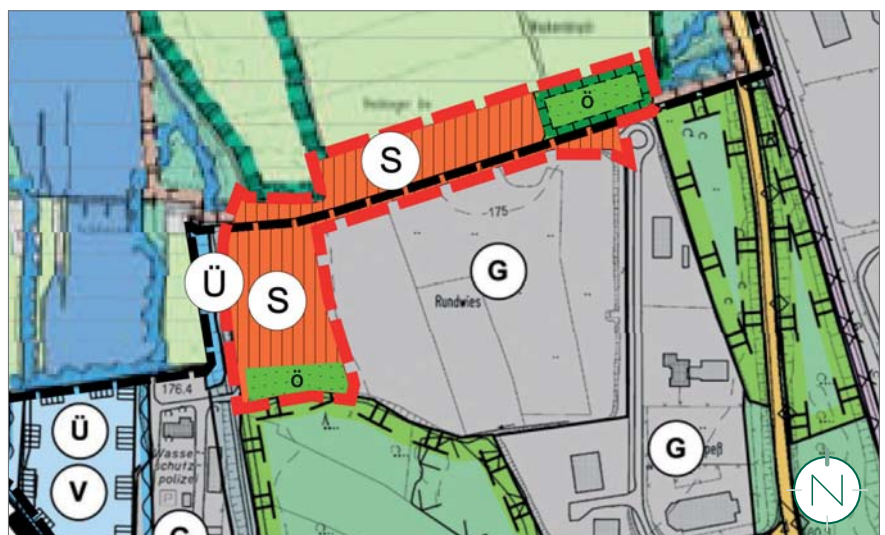 Ö
S
175
G
Ü
S
Rundwies
Ö
176,4
Ü
Wasser-
schutz-
polizei
V
G
G
N